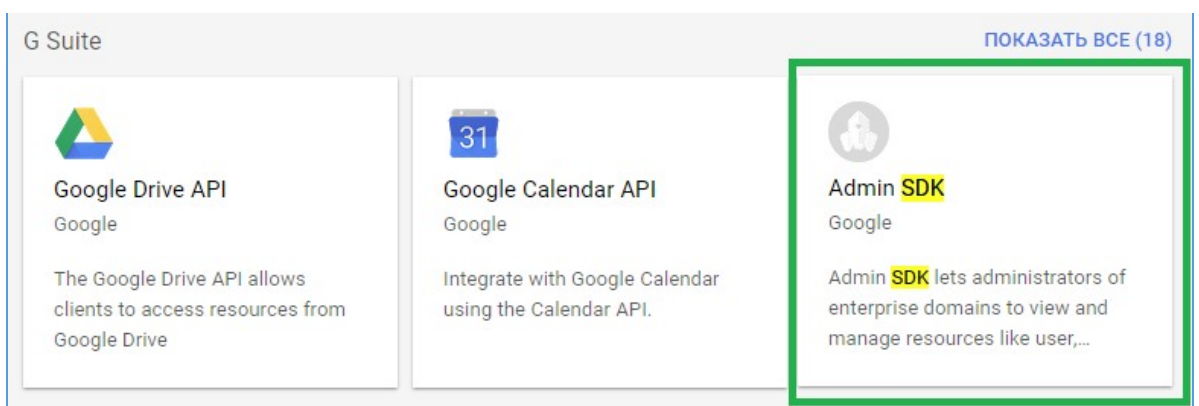 G Suite
ПОКАЗАТЬ ВСЕ (18)
Google Drive API
Google
The Google Drive API allows
clients to access resources from
Google Drive
31
Google Calendar API
Google
Integrate with Google Calendar
using the Calendar API.
Admin SDK
Google
Admin SDK lets administrators of
enterprise domains to view and
manage resources like user,...